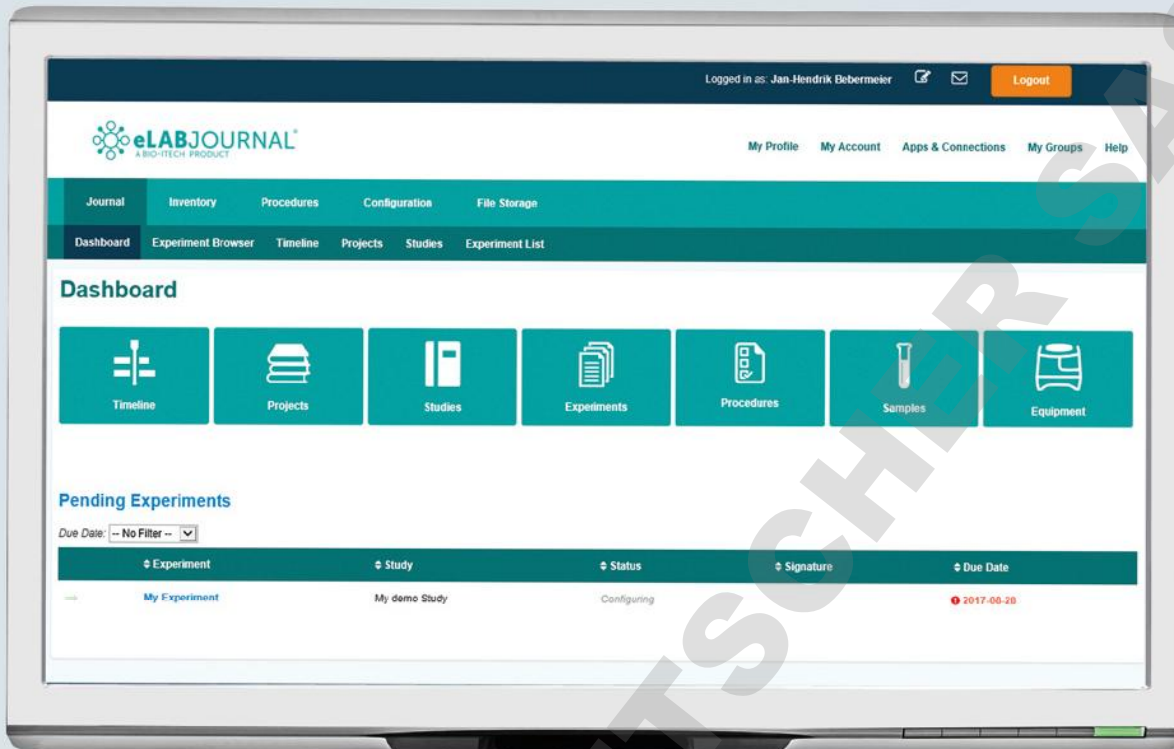 Logged in as: Jan-Hendrik Bebermeier Logout
eLABJOURNAL®
A BIO-ITECH PRODUCT
My Profile My Account Apps & Connections My Groups Help
Journal Inventory Procedures Configuration File Storage
Dashboard Experiment Browser Timeline Projects Studies Experiment List
Dashboard
Timeline Projects Studies Experiments Procedures Samples Equipment
Pending Experiments
Due Date: -- No Filter --
Experiment Study Status Signature Due Date
My Experiment My demo Study Configuring 2017-08-28